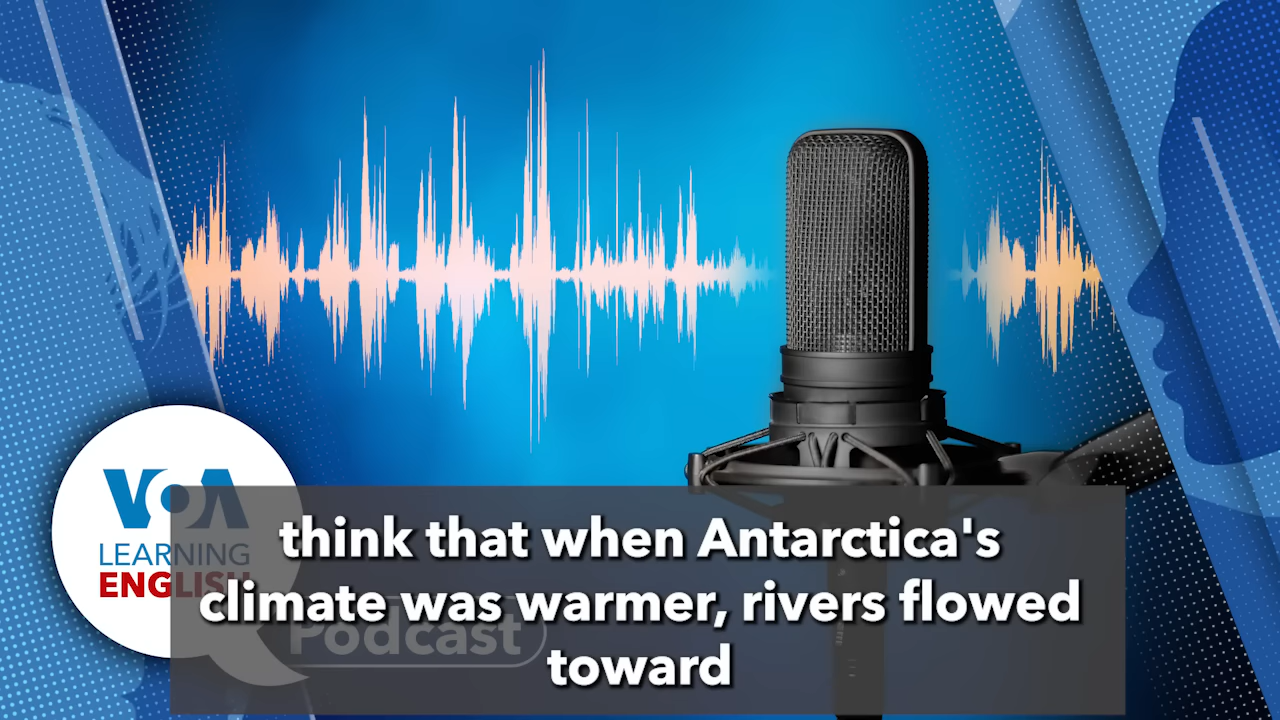 VOA
LEARNING
ENGLISH
Podcast
think that when Antarctica's
climate was warmer, rivers flowed
toward